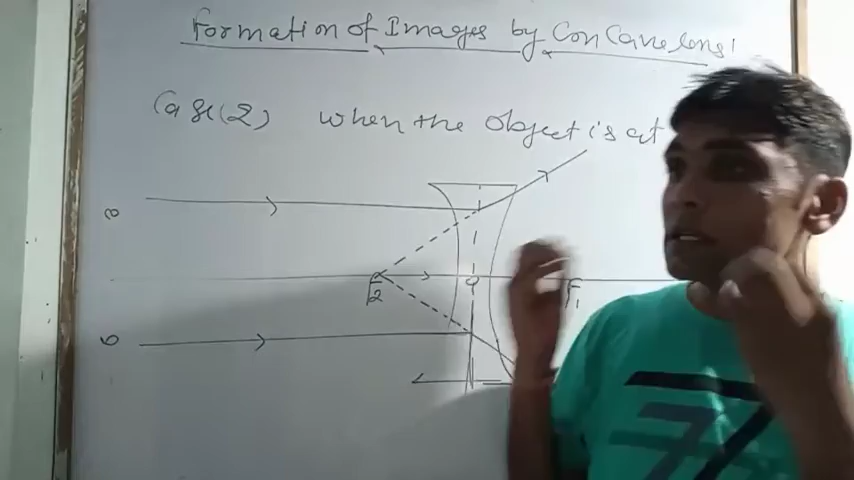 Formation of Images by Concave lens!
Case(2) when the Object is at
F2
F1